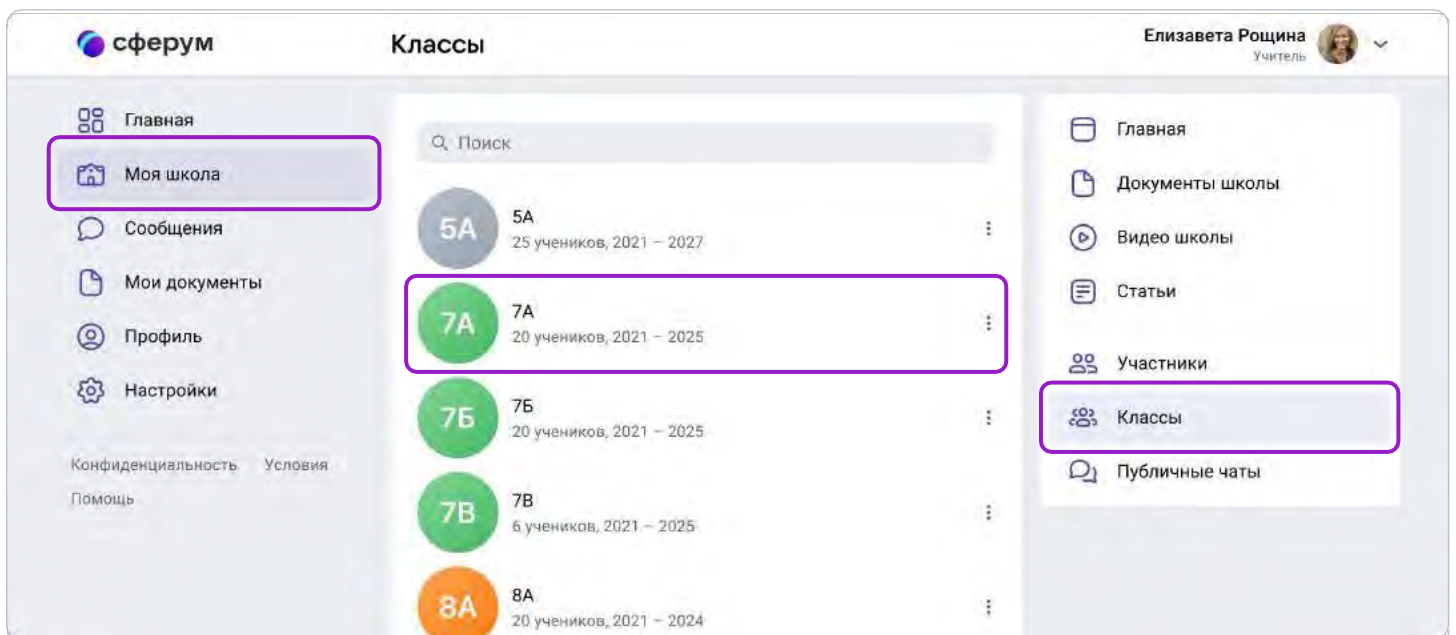 сферум
Классы
Елизавета Рощина
Учитель
Главная
Моя школа
Сообщения
Мои документы
Профиль
Настройки
Конфиденциальность Условия
Помощь
Поиск
5А
5А
25 учеников, 2021 – 2027
7А
7А
20 учеников, 2021 – 2025
7Б
7Б
20 учеников, 2021 – 2025
7В
7В
6 учеников, 2021 – 2025
8А
8А
20 учеников, 2021 – 2024
Главная
Документы школы
Видео школы
Статьи
Участники
Классы
Публичные чаты